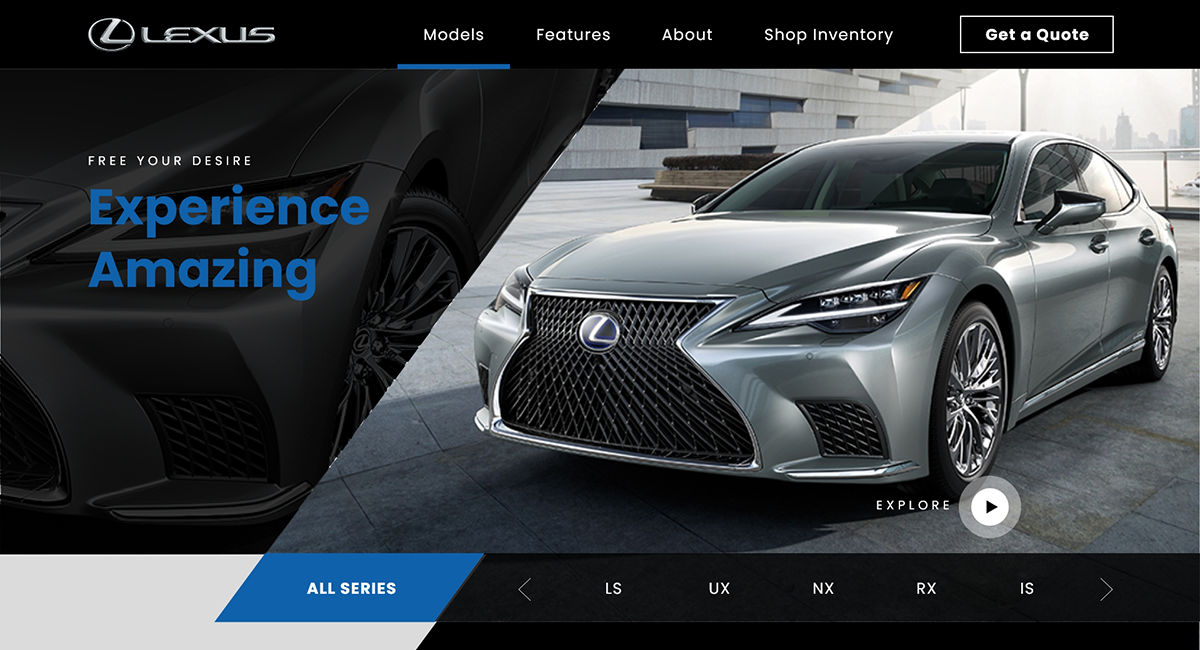 LEXUS
Models
Features
About
Shop Inventory
Get a Quote
FREE YOUR DESIRE
Experience
Amazing
EXPLORE
ALL SERIES
LS
UX
NX
RX
IS